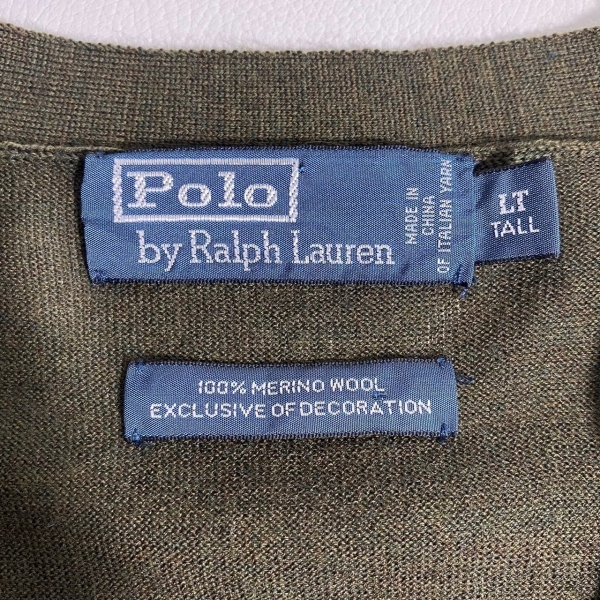 Polo
by Ralph Lauren
MADE IN
CHINA
OF ITALIAN YARN
LT
TALL
100% MERINO WOOL
EXCLUSIVE OF DECORATION